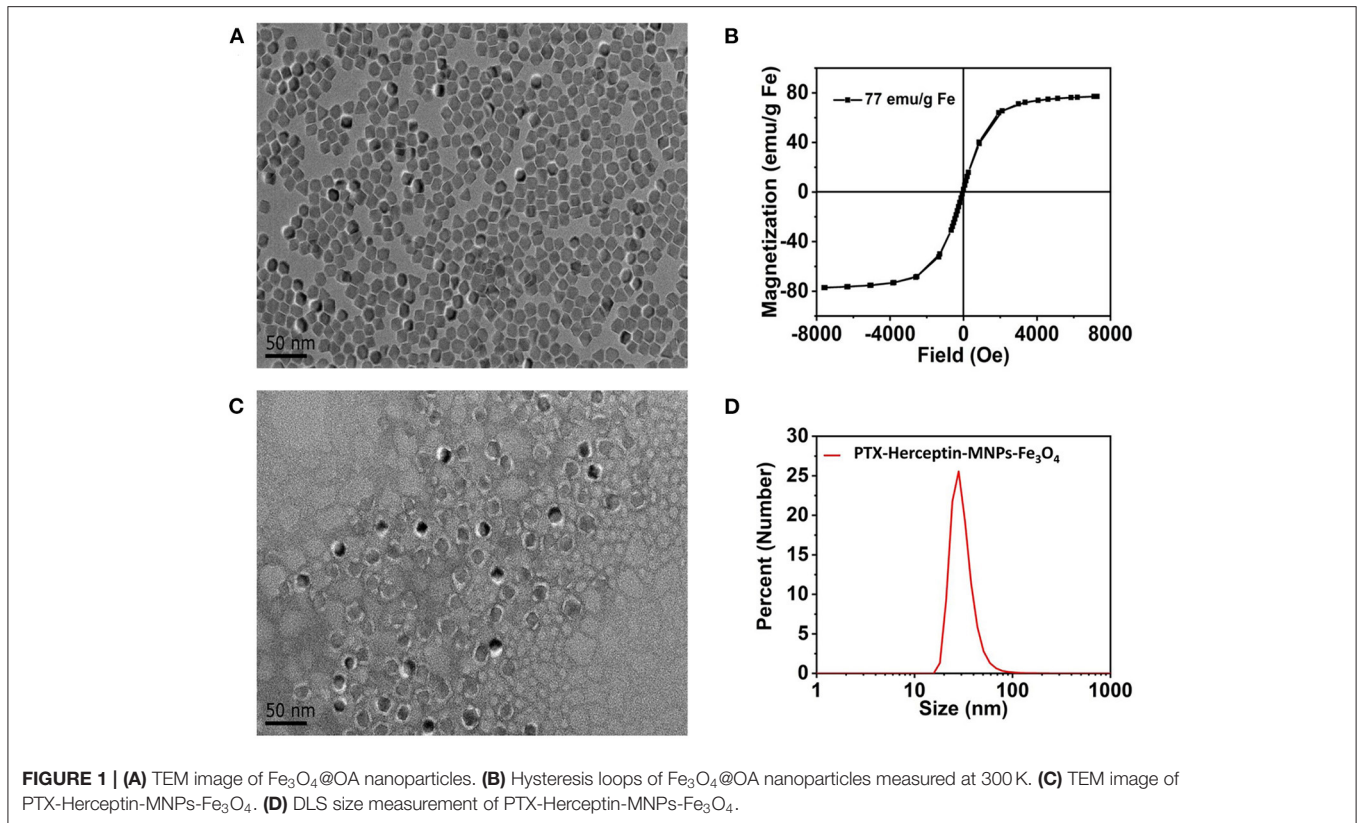 A
50 nm
B
77 emu/g Fe
Magnetization (emu/g Fe)
80
40
0
-40
-80
-8000 -4000 0 4000 8000
Field (Oe)
C
50 nm
D
PTX-Herceptin-MNPs-Fe₃O₄
Percent (Number)
30
25
20
15
10
5
0
1 10 100 1000
Size (nm)
FIGURE 1 | (A) TEM image of Fe₃O₄@OA nanoparticles. (B) Hysteresis loops of Fe₃O₄@OA nanoparticles measured at 300 K. (C) TEM image of
PTX-Herceptin-MNPs-Fe₃O₄. (D) DLS size measurement of PTX-Herceptin-MNPs-Fe₃O₄.